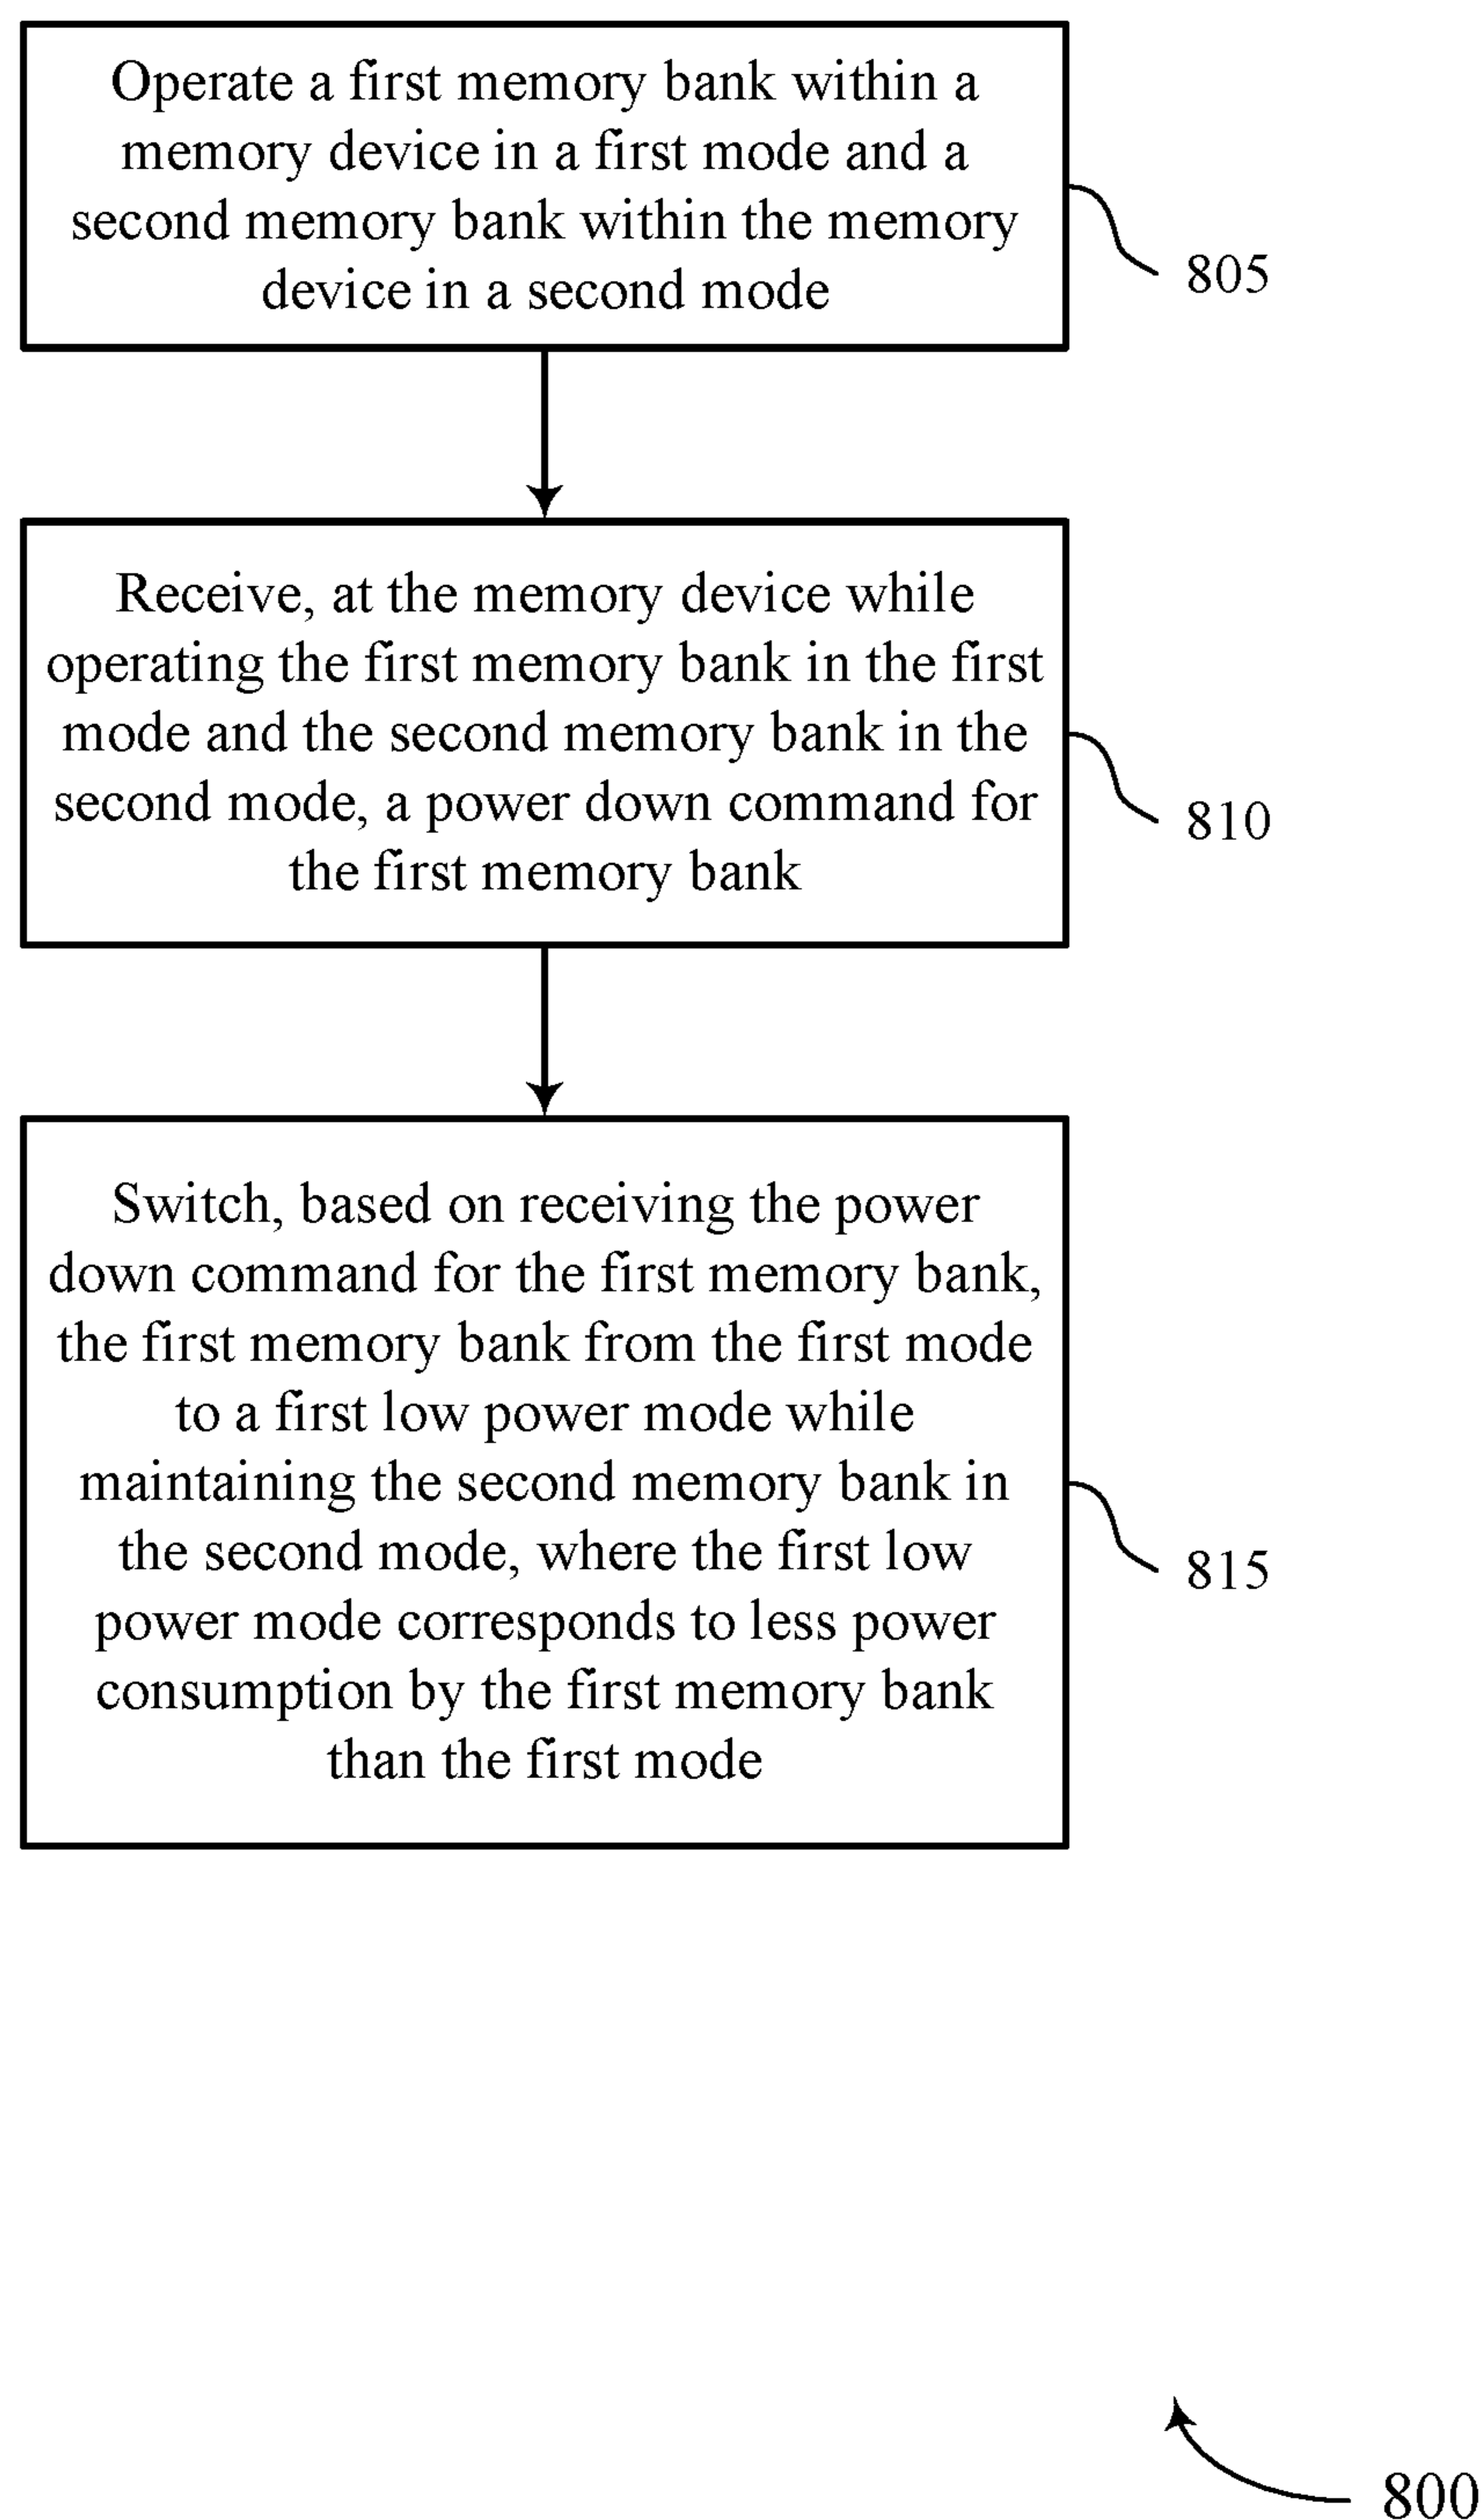 Operate a first memory bank within a
memory device in a first mode and a
second memory bank within the memory
device in a second mode
805
Receive, at the memory device while
operating the first memory bank in the first
mode and the second memory bank in the
second mode, a power down command for
the first memory bank
810
Switch, based on receiving the power
down command for the first memory bank,
the first memory bank from the first mode
to a first low power mode while
maintaining the second memory bank in
the second mode, where the first low
power mode corresponds to less power
consumption by the first memory bank
than the first mode
815
800